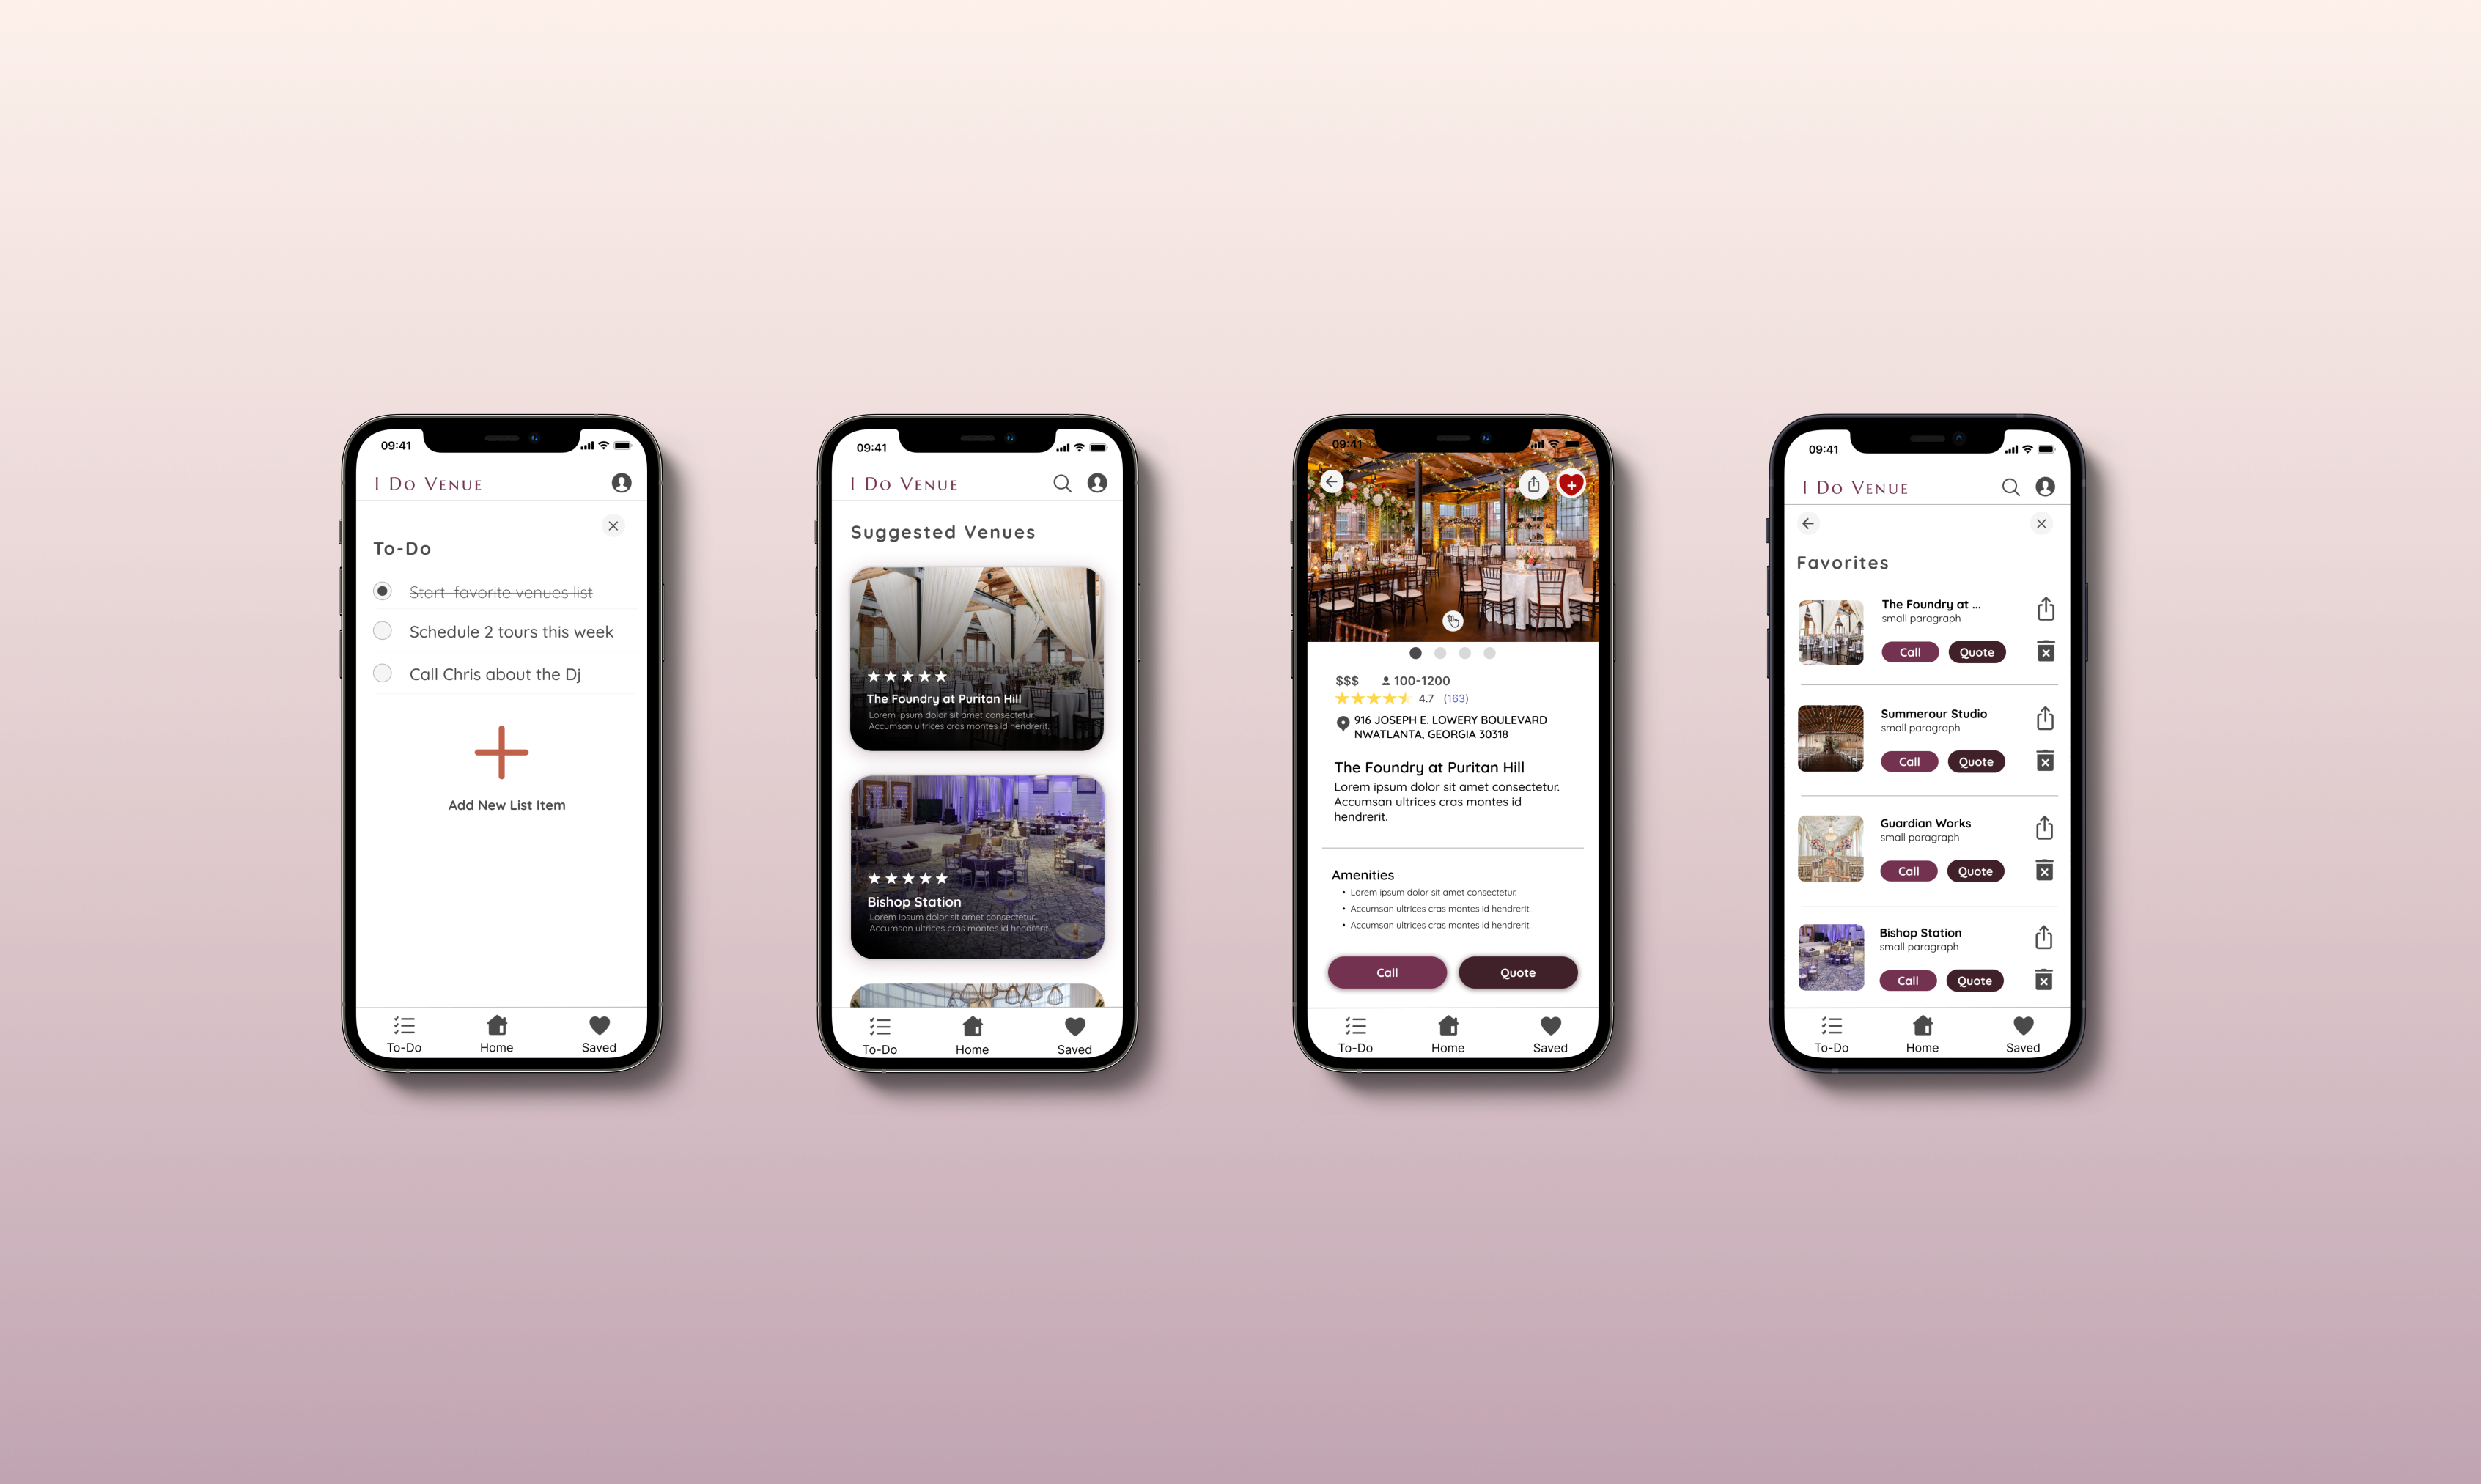 09:41
I Do Venue
To-Do
Start favorite venues list
Schedule 2 tours this week
Call Chris about the Dj
Add New List Item
To-Do
Home
Saved
09:41
I Do Venue
Suggested Venues
The Foundry at Puritan Hill
Lorem ipsum dolor sit amet consectetur.
Accumsan ultrices cras montes id hendrerit.
Bishop Station
Lorem ipsum dolor sit amet consectetur.
Accumsan ultrices cras montes id hendrerit.
To-Do
Home
Saved
09:41
$$$ 100-1200
4.7 (163)
916 JOSEPH E. LOWERY BOULEVARD
NWATLANTA, GEORGIA 30318
The Foundry at Puritan Hill
Lorem ipsum dolor sit amet consectetur.
Accumsan ultrices cras montes id
hendrerit.
Amenities
• Lorem ipsum dolor sit amet consectetur.
• Accumsan ultrices cras montes id hendrerit.
• Accumsan ultrices cras montes id hendrerit.
Call
Quote
To-Do
Home
Saved
09:41
I Do Venue
Favorites
The Foundry at ...
small paragraph
Call
Quote
Summerour Studio
small paragraph
Call
Quote
Guardian Works
small paragraph
Call
Quote
Bishop Station
small paragraph
Call
Quote
To-Do
Home
Saved